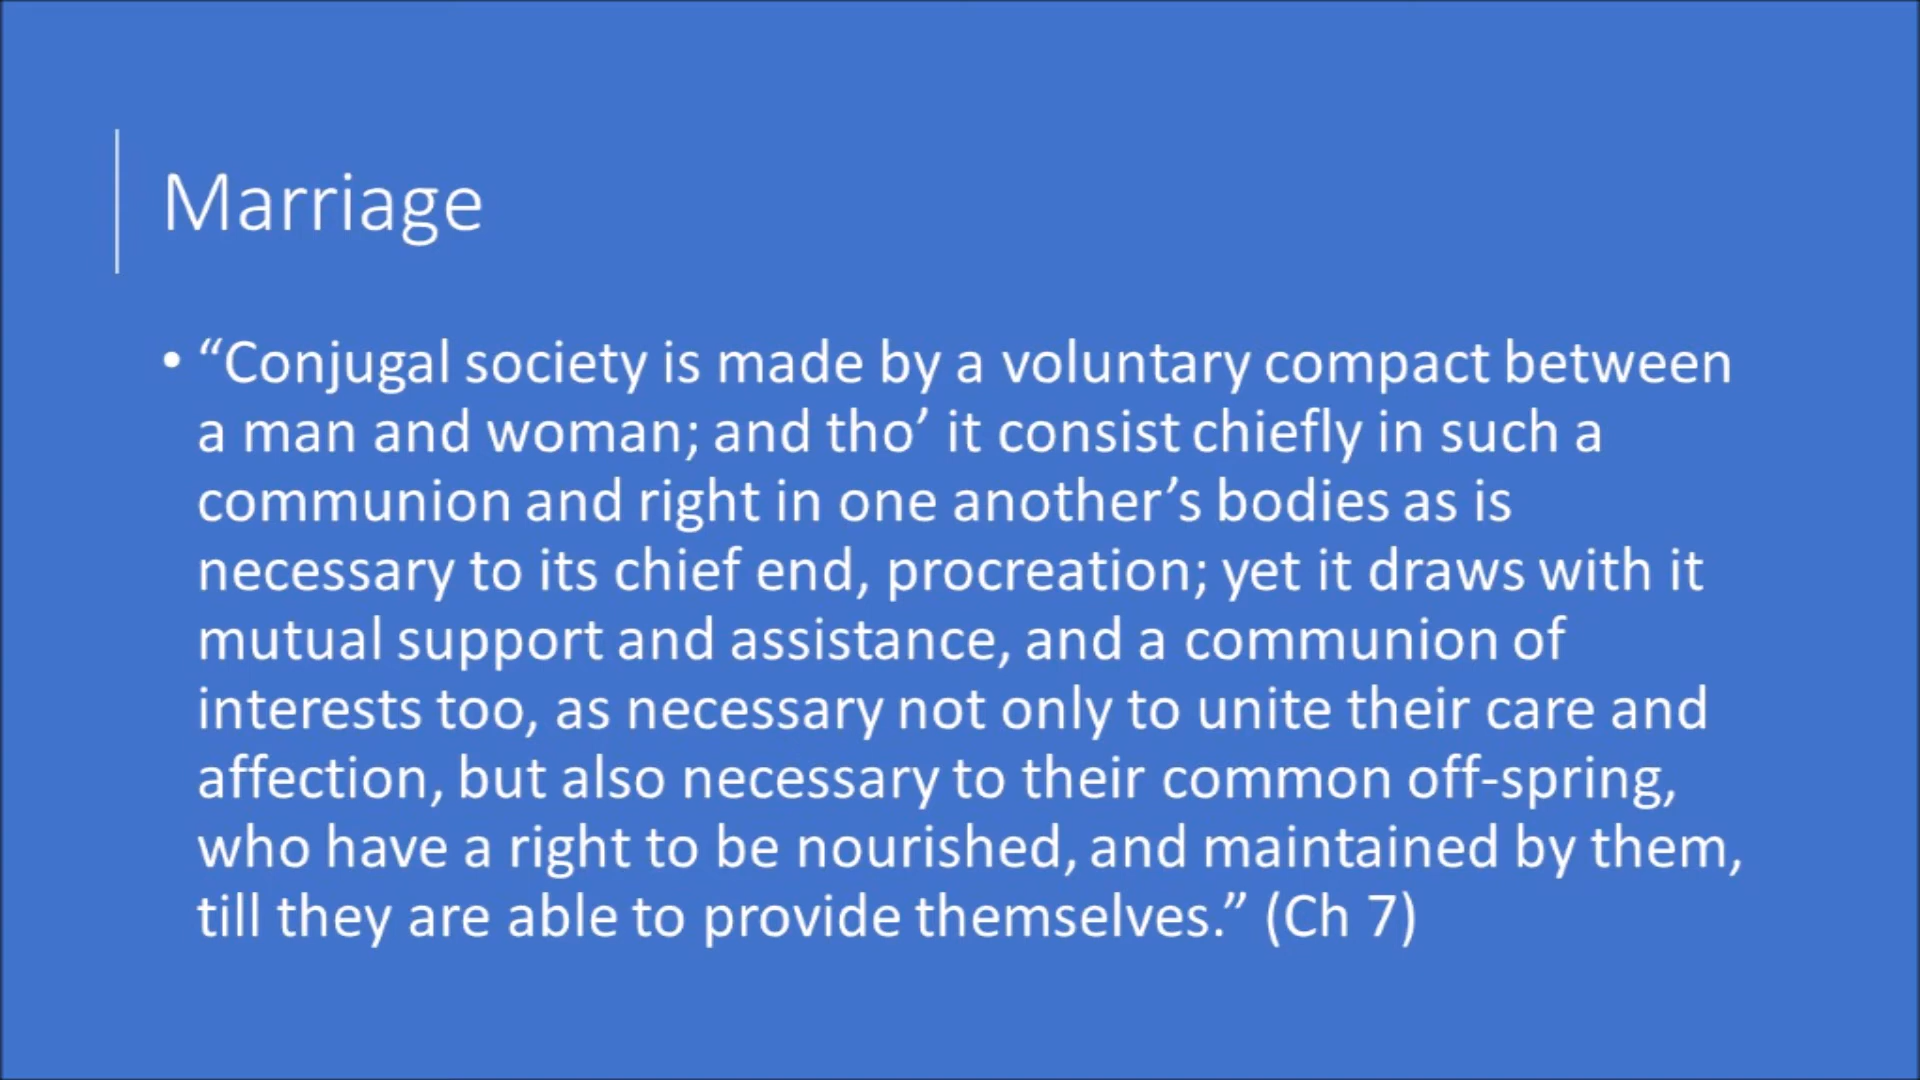 Marriage
• “Conjugal society is made by a voluntary compact between
a man and woman; and tho’ it consist chiefly in such a
communion and right in one another’s bodies as is
necessary to its chief end, procreation; yet it draws with it
mutual support and assistance, and a communion of
interests too, as necessary not only to unite their care and
affection, but also necessary to their common off-spring,
who have a right to be nourished, and maintained by them,
till they are able to provide themselves.” (Ch 7)